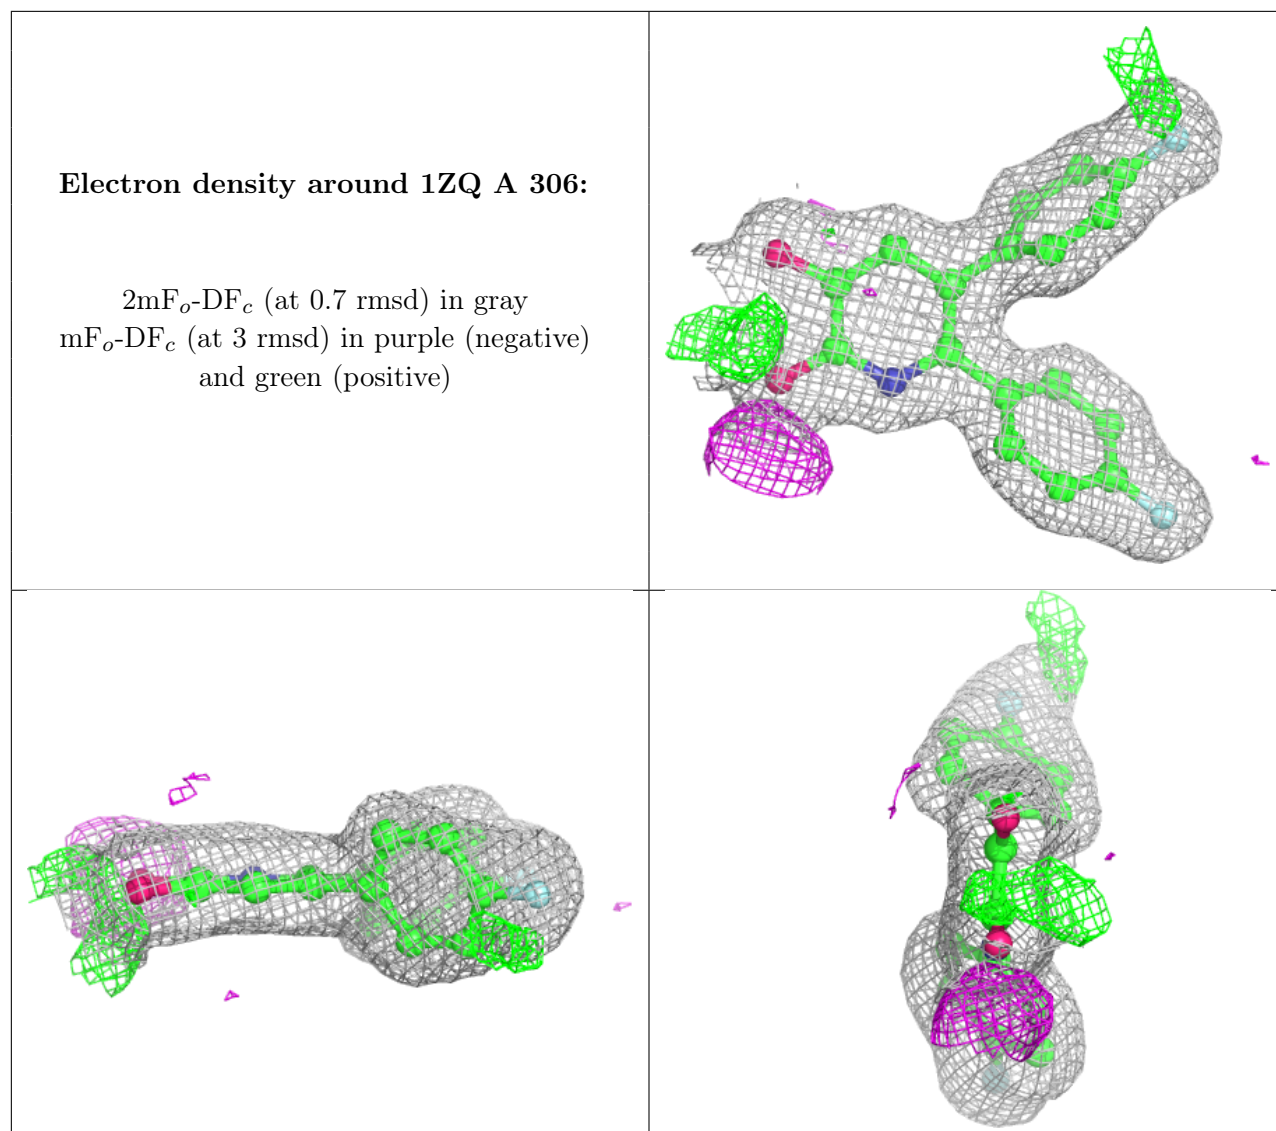 Electron density around 1ZQ A 306:
2mFo-DFc (at 0.7 rmsd) in gray
mFo-DFc (at 3 rmsd) in purple (negative)
and green (positive)